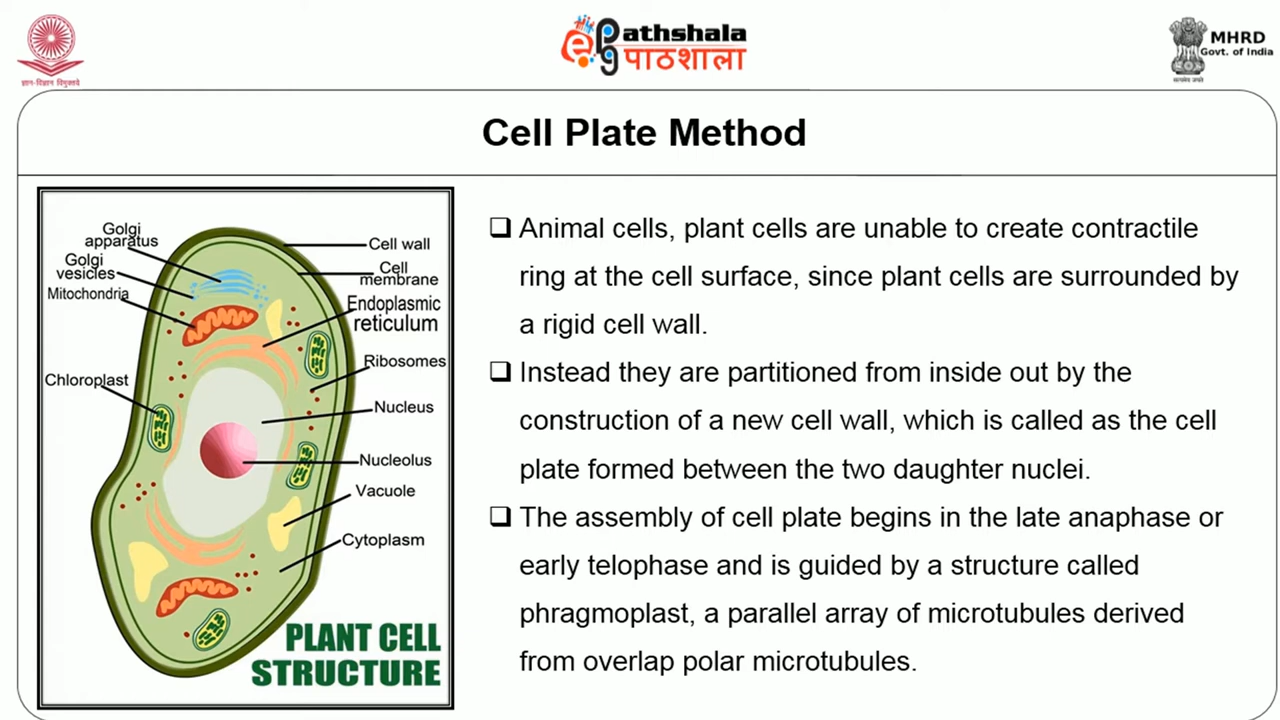 ज्ञान-विज्ञान विमुक्तये
ePathshala
पाठशाला
MHRD
Govt. of India
सत्यमेव जयते
Cell Plate Method
Golgi
apparatus
Golgi
vesicles
Mitochondria
Chloroplast
Cell wall
Cell
membrane
Endoplasmic
reticulum
Ribosomes
Nucleus
Nucleolus
Vacuole
Cytoplasm
PLANT CELL
STRUCTURE
❑ Animal cells, plant cells are unable to create contractile
ring at the cell surface, since plant cells are surrounded by
a rigid cell wall.
❑ Instead they are partitioned from inside out by the
construction of a new cell wall, which is called as the cell
plate formed between the two daughter nuclei.
❑ The assembly of cell plate begins in the late anaphase or
early telophase and is guided by a structure called
phragmoplast, a parallel array of microtubules derived
from overlap polar microtubules.